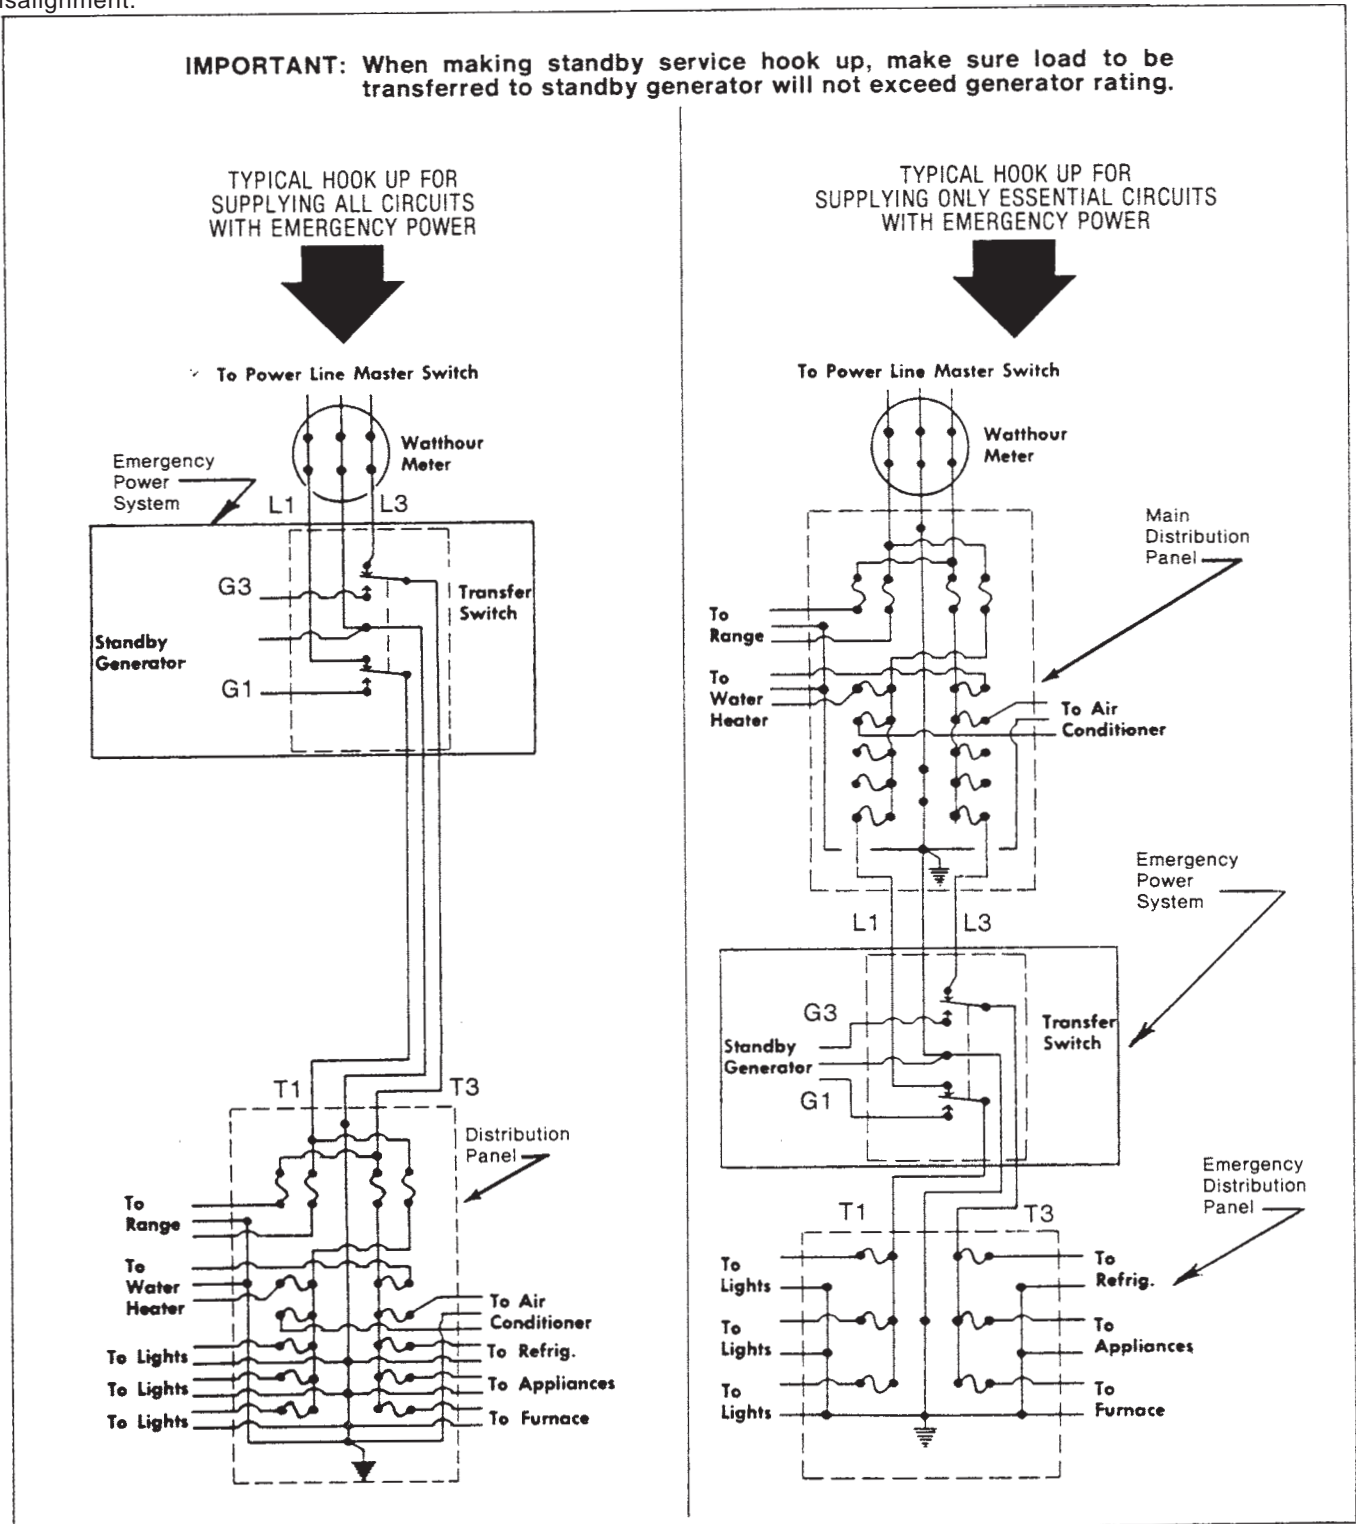 isalignment.
IMPORTANT: When making standby service hook up, make sure load to be
transferred to standby generator will not exceed generator rating.
TYPICAL HOOK UP FOR
SUPPLYING ALL CIRCUITS
WITH EMERGENCY POWER
To Power Line Master Switch
Watthour
Meter
Emergency
Power
System
L1
L3
G3
Transfer
Switch
Standby
Generator
G1
T1
T3
Distribution
Panel
To
Range
To
Water
Heater
To Air
Conditioner
To Lights
To Refrig.
To Lights
To Appliances
To Lights
To Furnace
TYPICAL HOOK UP FOR
SUPPLYING ONLY ESSENTIAL CIRCUITS
WITH EMERGENCY POWER
To Power Line Master Switch
Watthour
Meter
Main
Distribution
Panel
To
Range
To
Water
Heater
To Air
Conditioner
Emergency
Power
System
L1
L3
G3
Transfer
Switch
Standby
Generator
G1
Emergency
Distribution
Panel
T1
T3
To
Lights
To
Refrig.
To
Lights
To
Appliances
To
Lights
To
Furnace